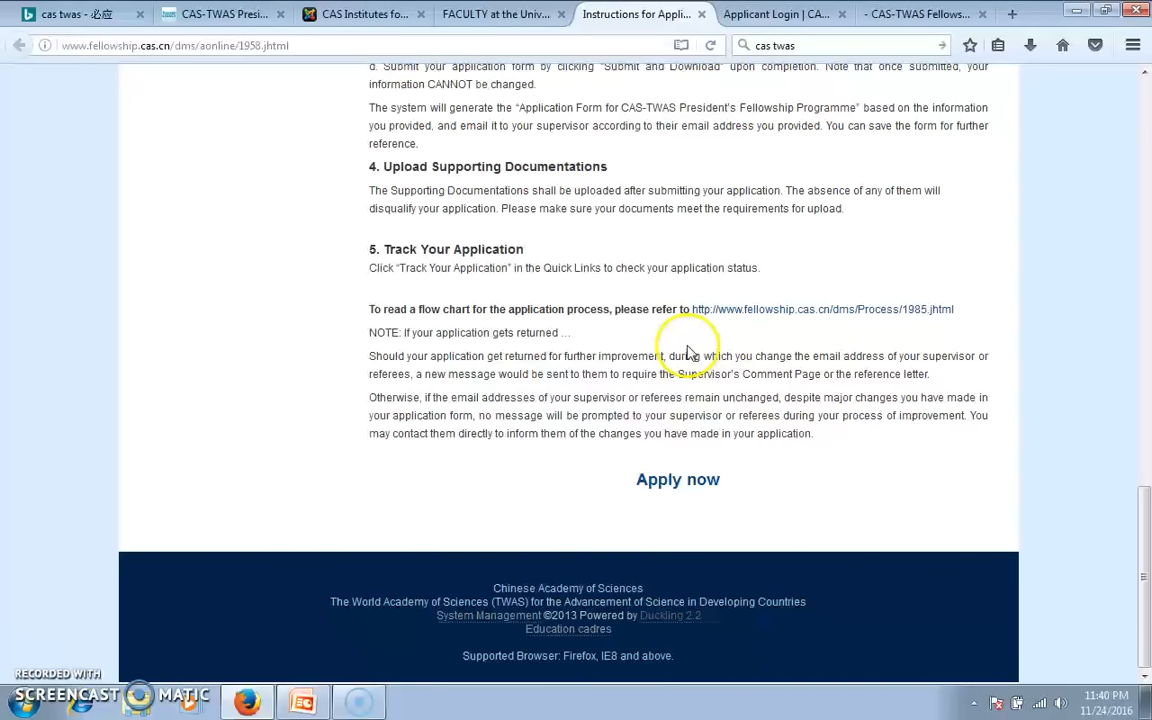 cas twas - 必应
CAS-TWAS Presi...
CAS Institutes fo...
FACULTY at the Univ...
Instructions for Appli...
Applicant Login | CA...
- CAS-TWAS Fellows...
www.fellowship.cas.cn/dms/aonline/1958.jhtml
cas twas
d. Submit your application form by clicking "Submit and Download" upon completion. Note that once submitted, your
information CANNOT be changed.
The system will generate the "Application Form for CAS-TWAS President's Fellowship Programme" based on the information
you provided, and email it to your supervisor according to their email address you provided. You can save the form for further
reference.
4. Upload Supporting Documentations
The Supporting Documentations shall be uploaded after submitting your application. The absence of any of them will
disqualify your application. Please make sure your documents meet the requirements for upload.
5. Track Your Application
Click "Track Your Application" in the Quick Links to check your application status.
To read a flow chart for the application process, please refer to http://www.fellowship.cas.cn/dms/Process/1985.jhtml
NOTE: If your application gets returned ...
Should your application get returned for further improvement, during which you change the email address of your supervisor or
referees, a new message would be sent to them to require the Supervisor's Comment Page or the reference letter.
Otherwise, if the email addresses of your supervisor or referees remain unchanged, despite major changes you have made in
your application form, no message will be prompted to your supervisor or referees during your process of improvement. You
may contact them directly to inform them of the changes you have made in your application.
Apply now
Chinese Academy of Sciences
The World Academy of Sciences (TWAS) for the Advancement of Science in Developing Countries
System Management ©2013 Powered by Duckling 2.2
Education cadres
Supported Browser: Firefox, IE8 and above.
RECORDED WITH
SCREENCAST MATIC
11:40 PM
11/24/2016